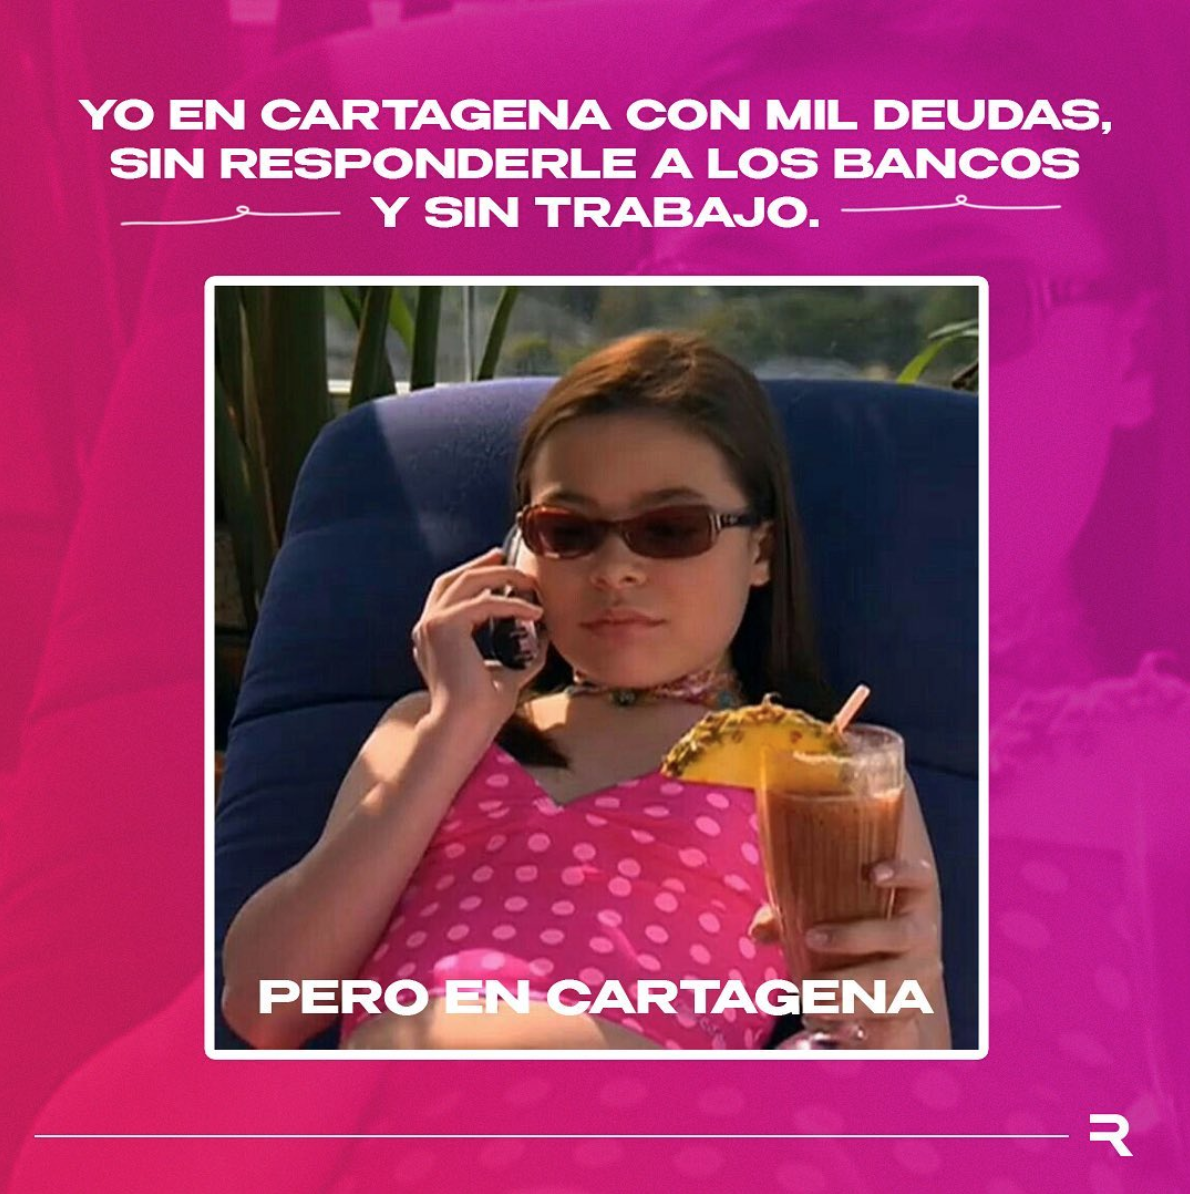 YO EN CARTAGENA CON MIL DEUDAS,
SIN RESPONDERLE A LOS BANCOS
Y SIN TRABAJO.
PERO EN CARTAGENA
R